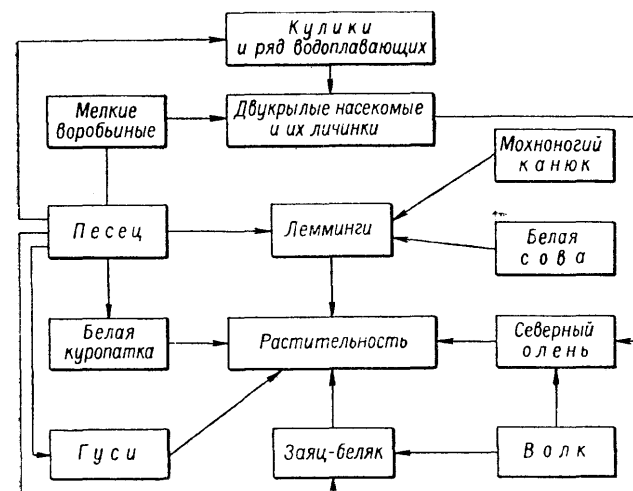 Кулики
и ряд водоплавающих
Мелкие
воробьиные
Двукрылые насекомые
и их личинки
Мохноногий
канюк
Песец
Лемминги
Белая
сова
Белая
куропатка
Растительность
Северный
олень
Гуси
Заяц-беляк
Волк